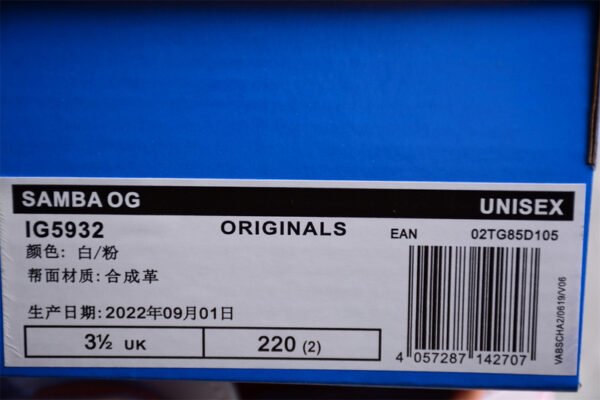 SAMBA OG UNISEX
IG5932 ORIGINALS EAN 02TG85D105
颜色: 白/粉
帮面材质: 合成革
生产日期: 2022年09月01日
3½ UK 220 (2)
4 057287 142707
VABSCHA2/0619/V06